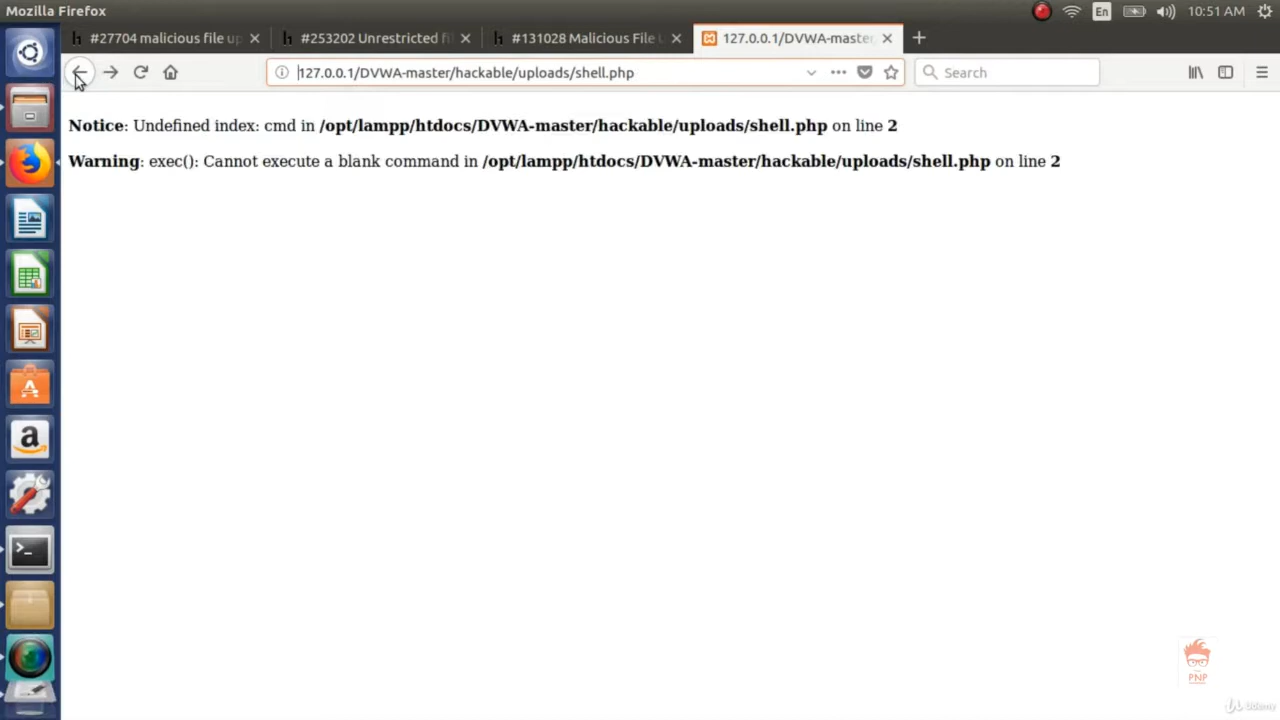 Mozilla Firefox
En
10:51 AM
#27704 malicious file up
#253202 Unrestricted fi
#131028 Malicious File U
127.0.0.1/DVWA-master
127.0.0.1/DVWA-master/hackable/uploads/shell.php
Search
Notice: Undefined index: cmd in /opt/lampp/htdocs/DVWA-master/hackable/uploads/shell.php on line 2
Warning: exec(): Cannot execute a blank command in /opt/lampp/htdocs/DVWA-master/hackable/uploads/shell.php on line 2
PNP
Udemy